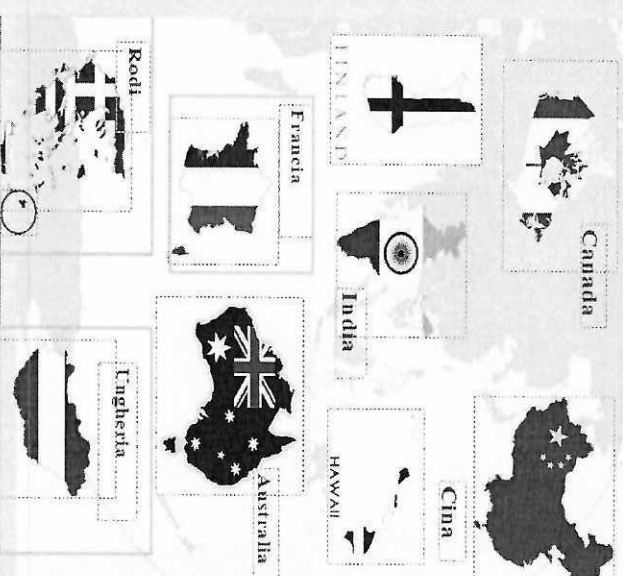 Canada
Cina
FINLAND
India
HAWAII
Francia
Australia
Rodi
Ungheria